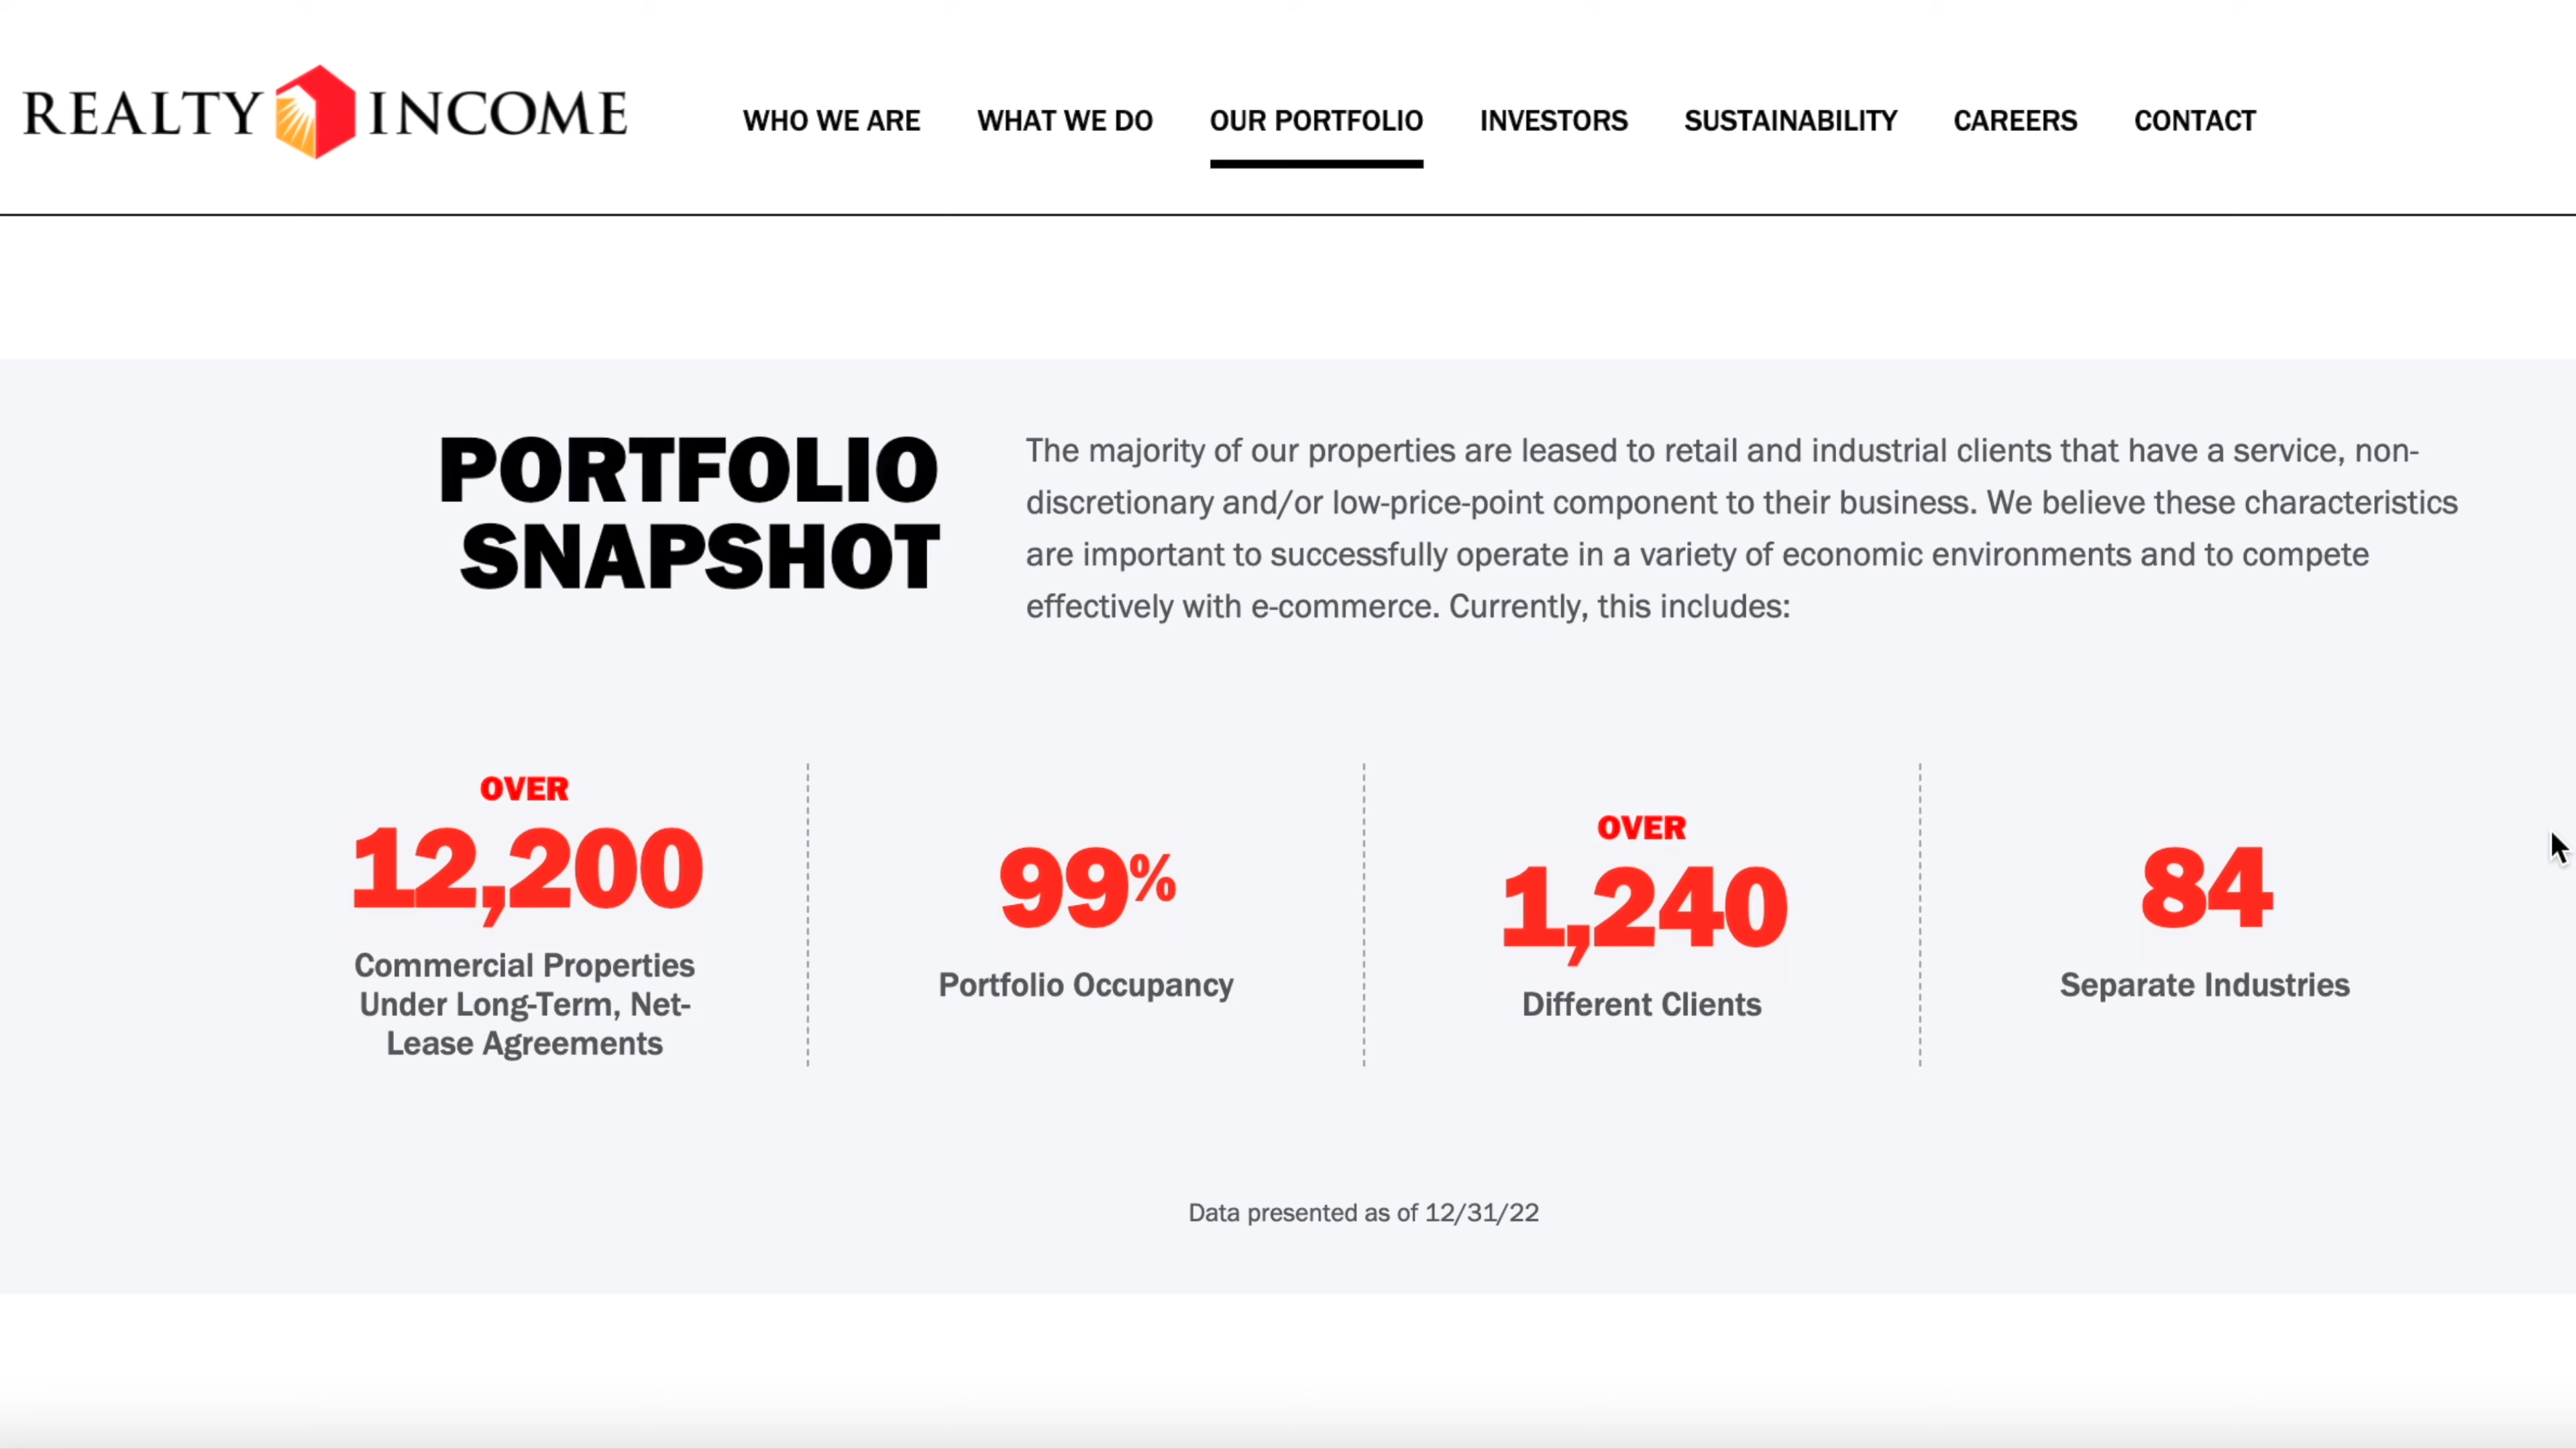 REALTY INCOME
WHO WE ARE
WHAT WE DO
OUR PORTFOLIO
INVESTORS
SUSTAINABILITY
CAREERS
CONTACT
PORTFOLIO
SNAPSHOT
The majority of our properties are leased to retail and industrial clients that have a service, non-
discretionary and/or low-price-point component to their business. We believe these characteristics
are important to successfully operate in a variety of economic environments and to compete
effectively with e-commerce. Currently, this includes:
OVER
12,200
Commercial Properties
Under Long-Term, Net-
Lease Agreements
99%
Portfolio Occupancy
OVER
1,240
Different Clients
84
Separate Industries
Data presented as of 12/31/22